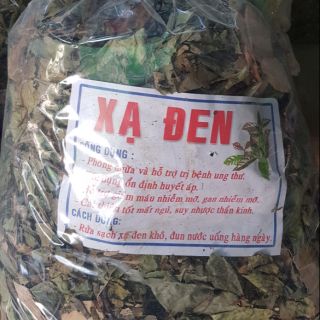 XẠ ĐEN
CÔNG DỤNG :
- Phòng ngừa và hỗ trợ trị bệnh ung thư.
ổn định huyết áp.
máu nhiễm mỡ, gan nhiễm mỡ.
tốt mất ngủ, suy nhược thần kinh.
CÁCH DÙNG:
- Rửa sạch xạ đen khô, đun nước uống hàng ngày.